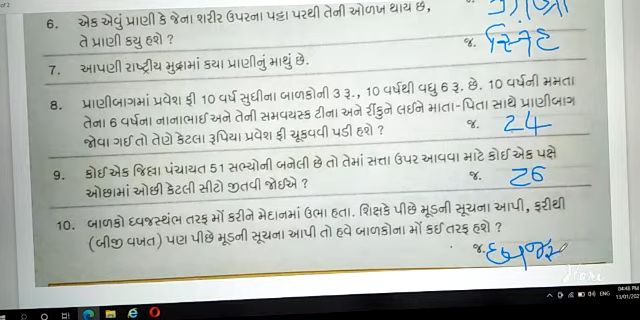 6. એક એવું પ્રાણી કે જેના શરીર ઉપરના પટ્ટા પરથી તેની ઓળખ થાય છે,
તે પ્રાણી કયુ હશે ?
જ. સિંહ
7. આપણી રાષ્ટ્રીય મુદ્રામાં કયા પ્રાણીનું માથું છે.
8. પ્રાણીબાગમાં પ્રવેશ ફી 10 વર્ષ સુધીના બાળકોની 3 રૂ., 10 વર્ષથી વધુ 6 રૂ. છે. 10 વર્ષની મમતા
તેના 6 વર્ષના નાનાભાઈ અને તેની સમવયસ્ક ટીના અને રીંકુને લઈને માતા-પિતા સાથે પ્રાણીબાગ
જોવા ગઈ તો તેણે કેટલા રૂપિયા પ્રવેશ ફી ચૂકવવી પડી હશે ?
જ. 24
9. કોઈ એક જિલ્લા પંચાયત 51 સભ્યોની બનેલી છે તો તેમાં સત્તા ઉપર આવવા માટે કોઈ એક પક્ષે
ઓછામાં ઓછી કેટલી સીટો જીતવી જોઈએ ?
જ. 26
10. બાળકો ધ્વજસ્થંભ તરફ મોં કરીને મેદાનમાં ઉભા હતા. શિક્ષકે પીછે મૂડની સૂચના આપી, ફરીથી
(બીજી વખત) પણ પીછે મૂડની સૂચના આપી તો હવે બાળકોના મોં કઈ તરફ હશે ?
જ.
ENG
04:48 PM